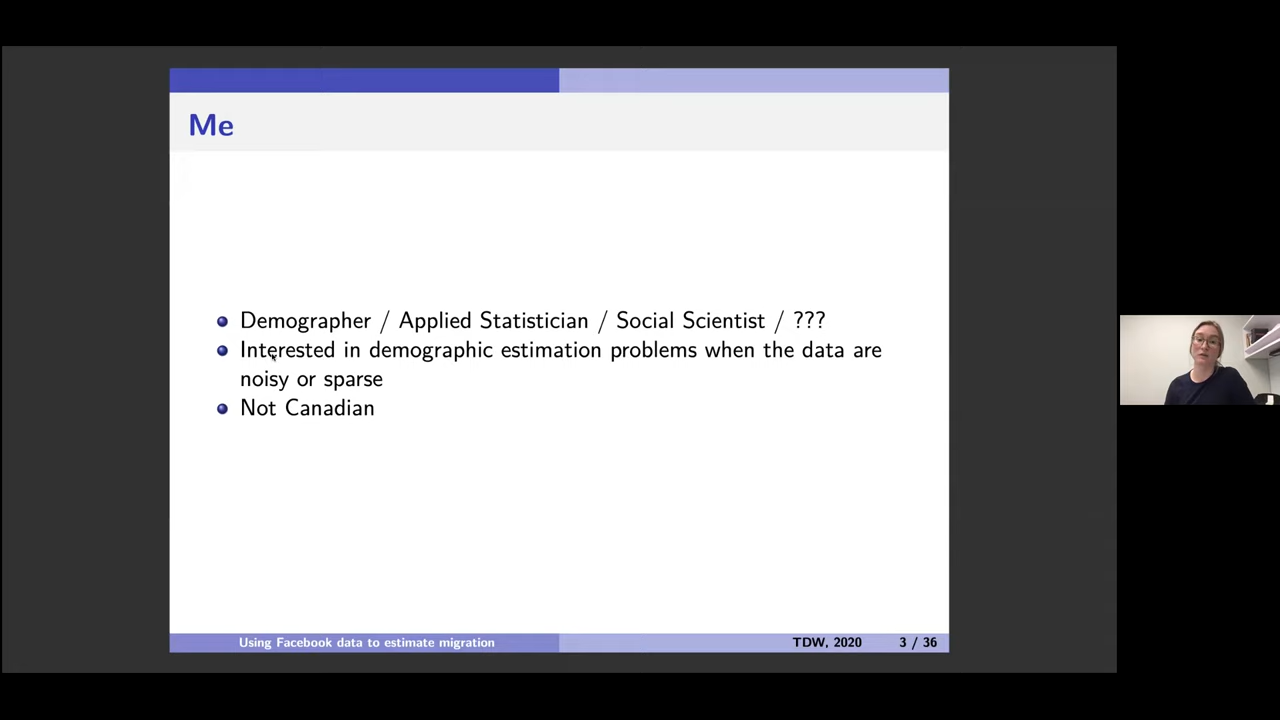 Me
Demographer / Applied Statistician / Social Scientist / ???
Interested in demographic estimation problems when the data are
noisy or sparse
Not Canadian
Using Facebook data to estimate migration
TDW, 2020 3 / 36